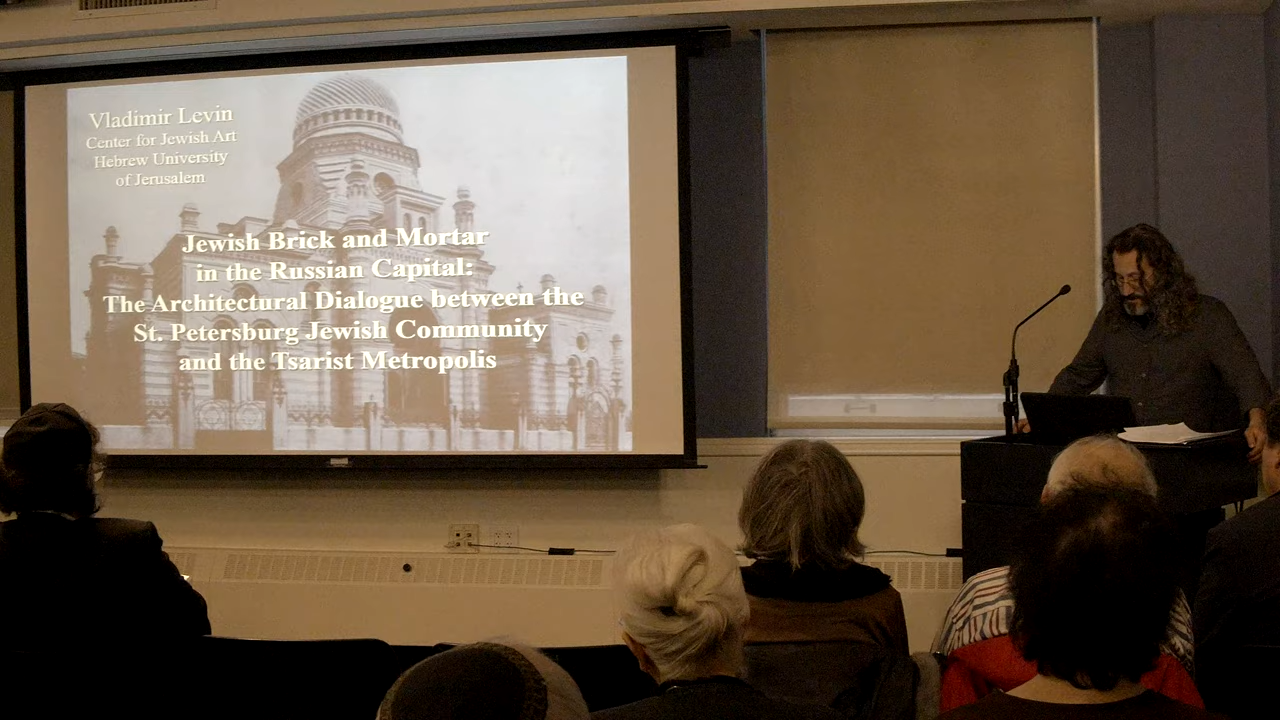 Vladimir Levin
Center for Jewish Art
Hebrew University
of Jerusalem
Jewish Brick and Mortar
in the Russian Capital:
The Architectural Dialogue between the
St. Petersburg Jewish Community
and the Tsarist Metropolis